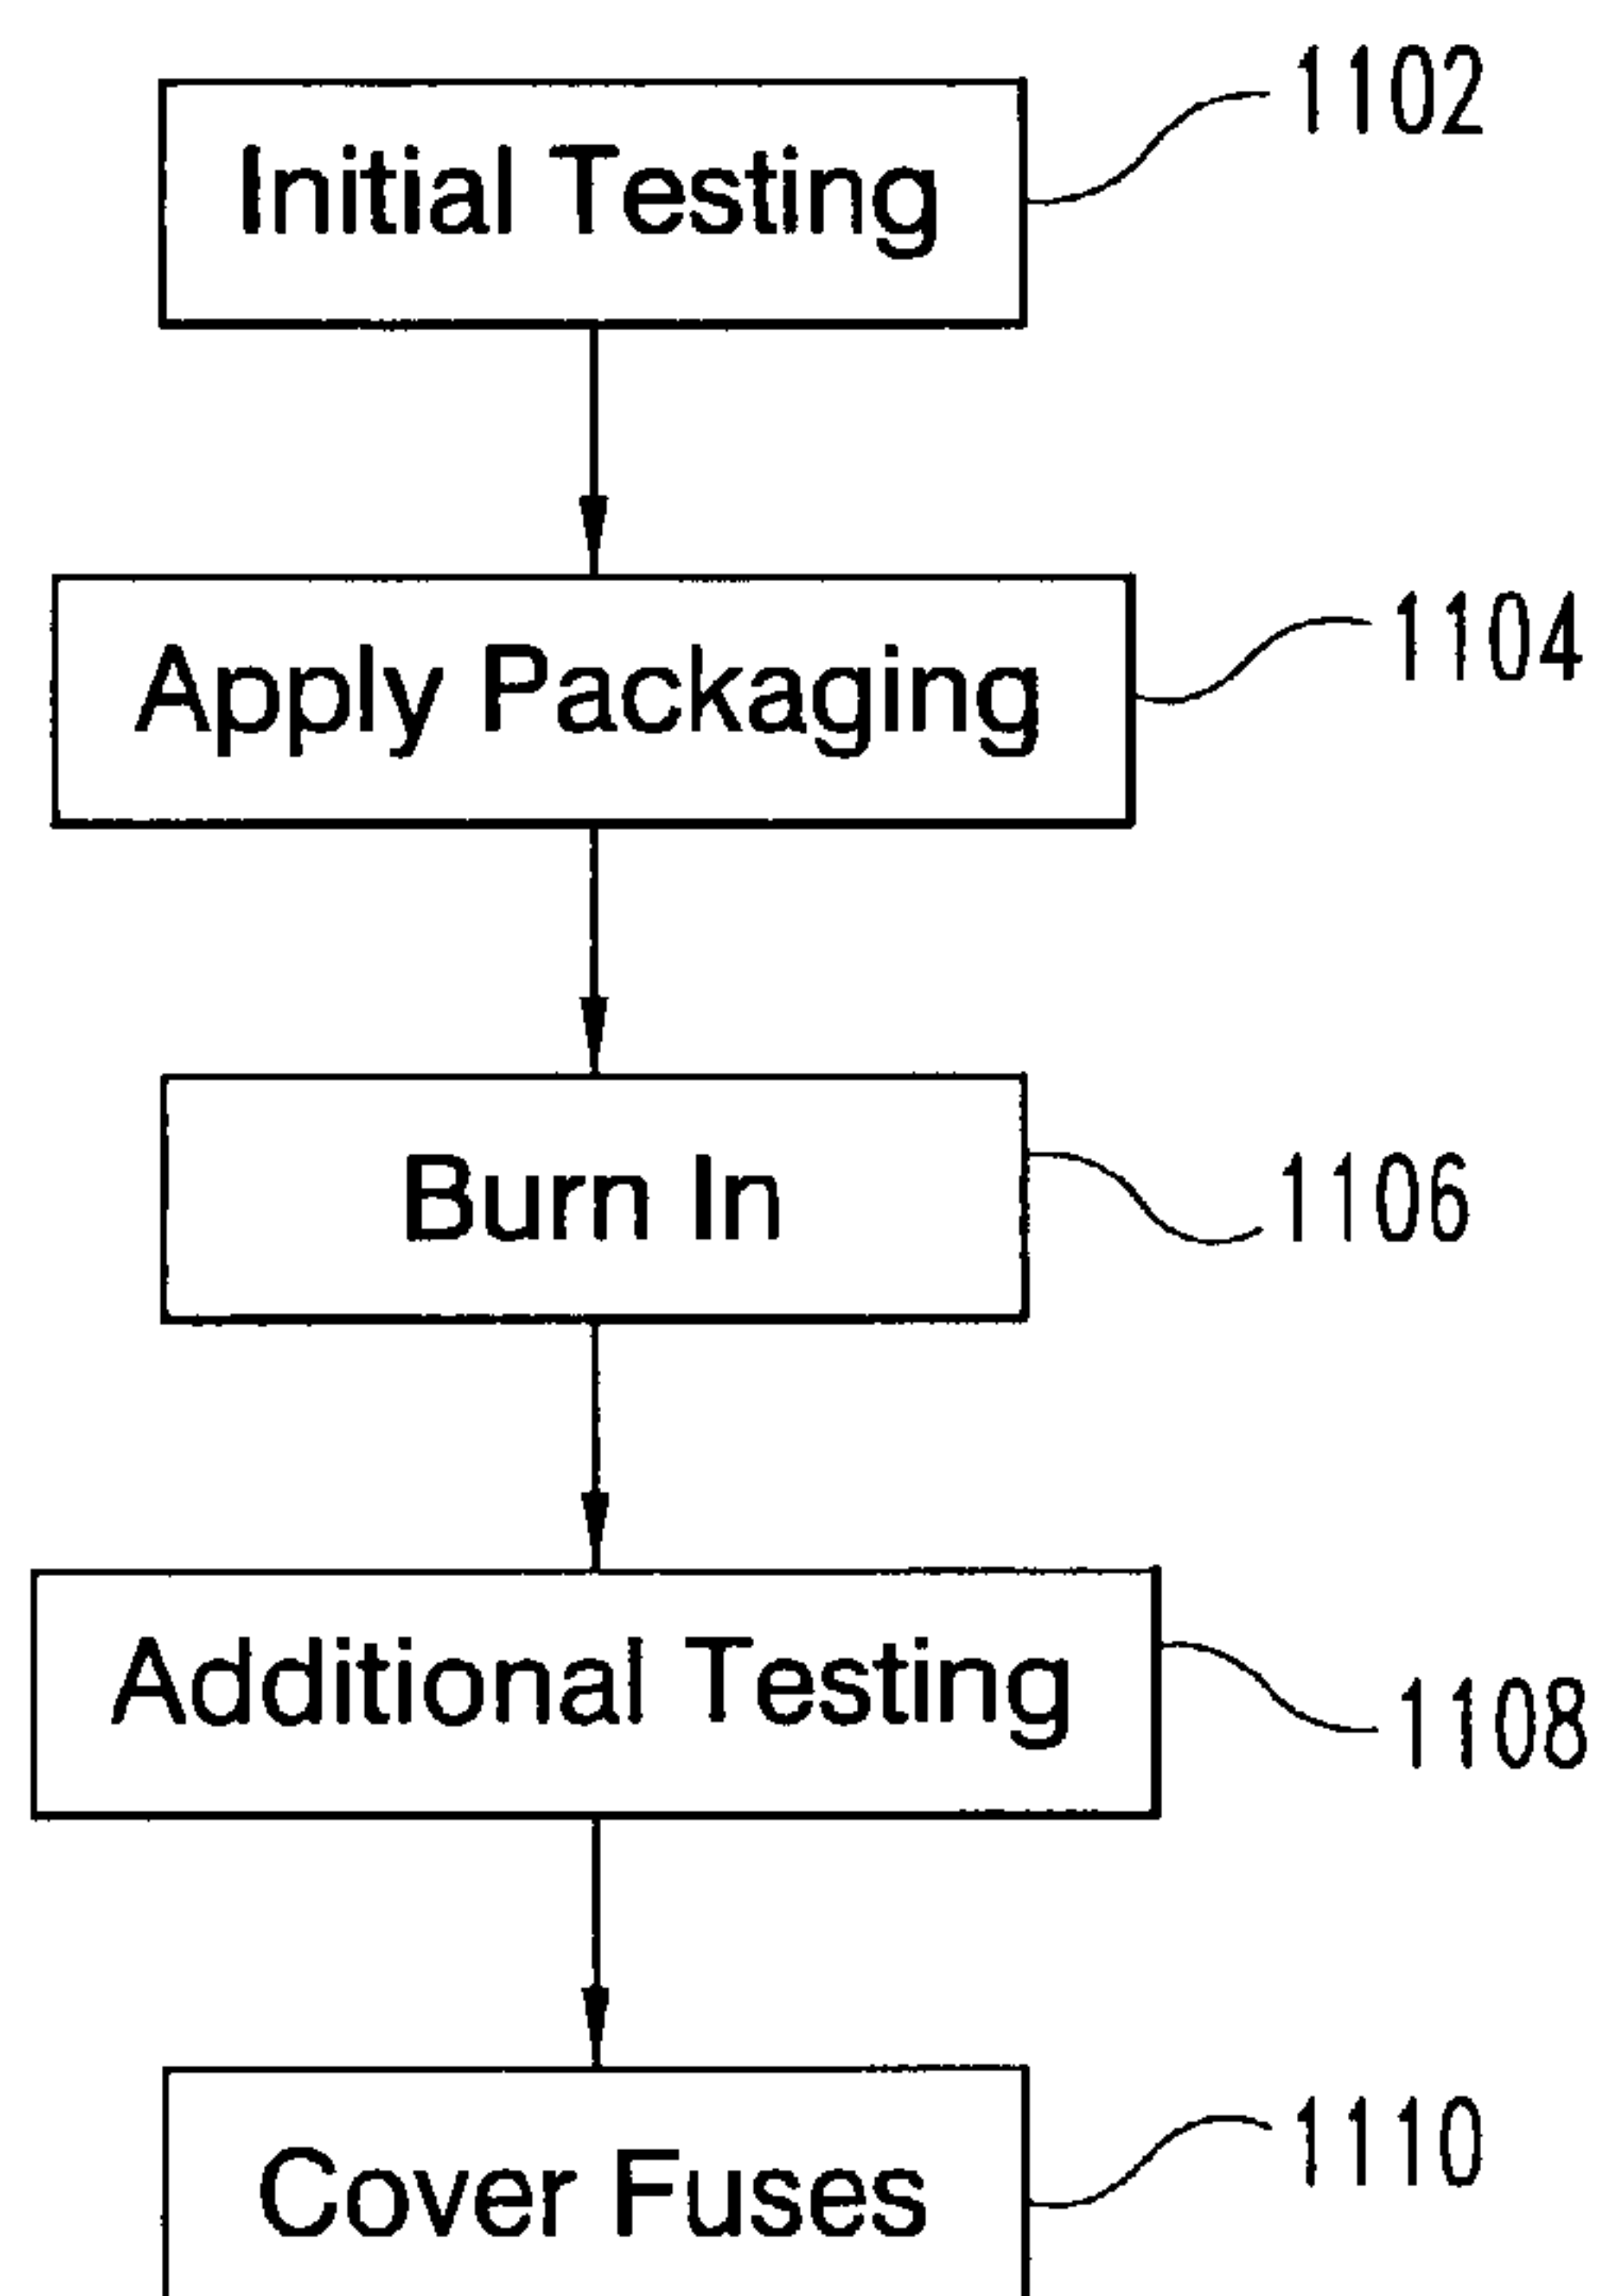 Initial Testing
1102
Apply Packaging
1104
Burn In
1106
Additional Testing
1108
Cover Fuses
1110